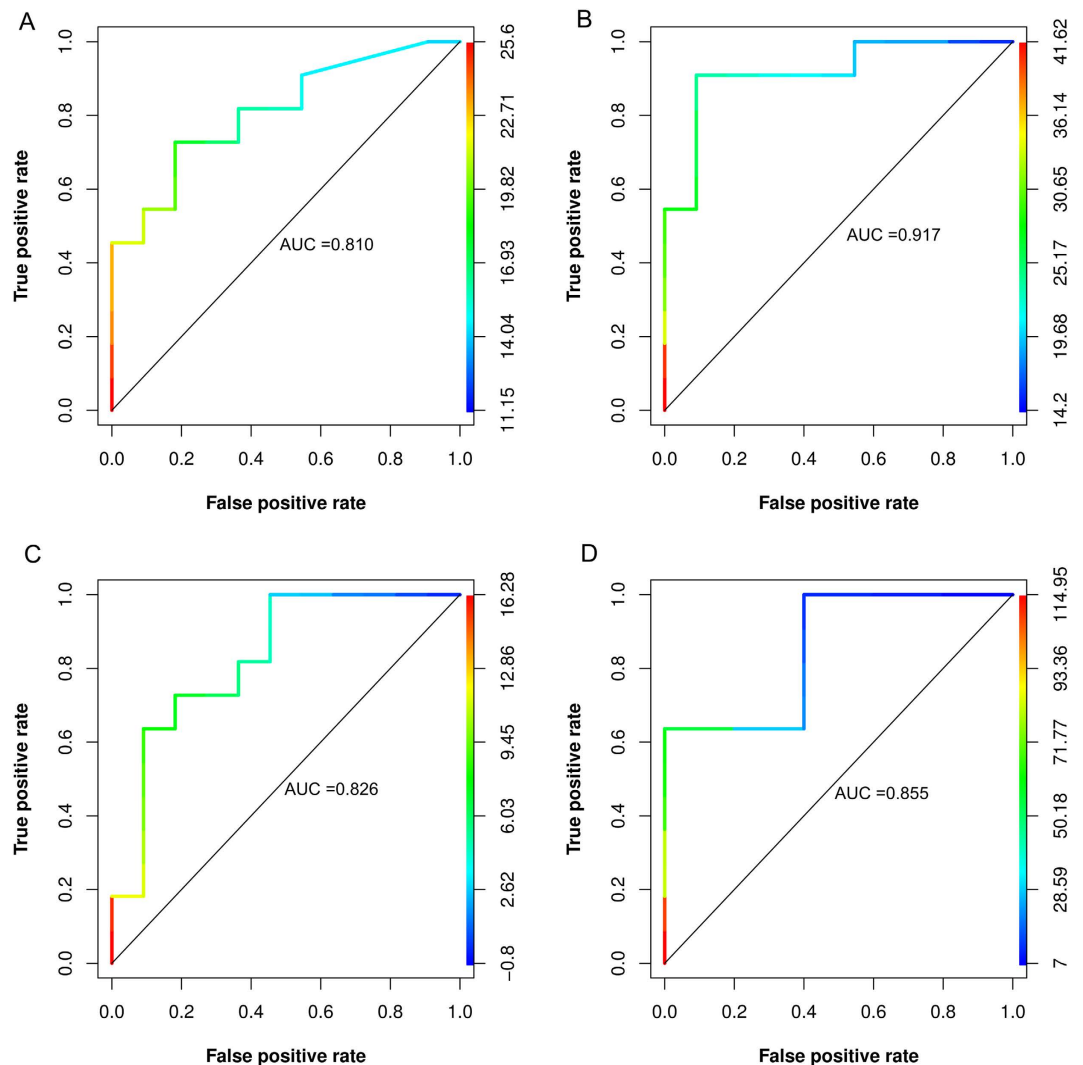 A
True positive rate
0.0 0.2 0.4 0.6 0.8 1.0
AUC =0.810
11.15 14.04 16.93 19.82 22.71 25.6
0.0 0.2 0.4 0.6 0.8 1.0
False positive rate
B
True positive rate
0.0 0.2 0.4 0.6 0.8 1.0
AUC =0.917
14.2 19.68 25.17 30.65 36.14 41.62
0.0 0.2 0.4 0.6 0.8 1.0
False positive rate
C
True positive rate
0.0 0.2 0.4 0.6 0.8 1.0
AUC =0.826
−0.8 2.62 6.03 9.45 12.86 16.28
0.0 0.2 0.4 0.6 0.8 1.0
False positive rate
D
True positive rate
0.0 0.2 0.4 0.6 0.8 1.0
AUC =0.855
7 28.59 50.18 71.77 93.36 114.95
0.0 0.2 0.4 0.6 0.8 1.0
False positive rate